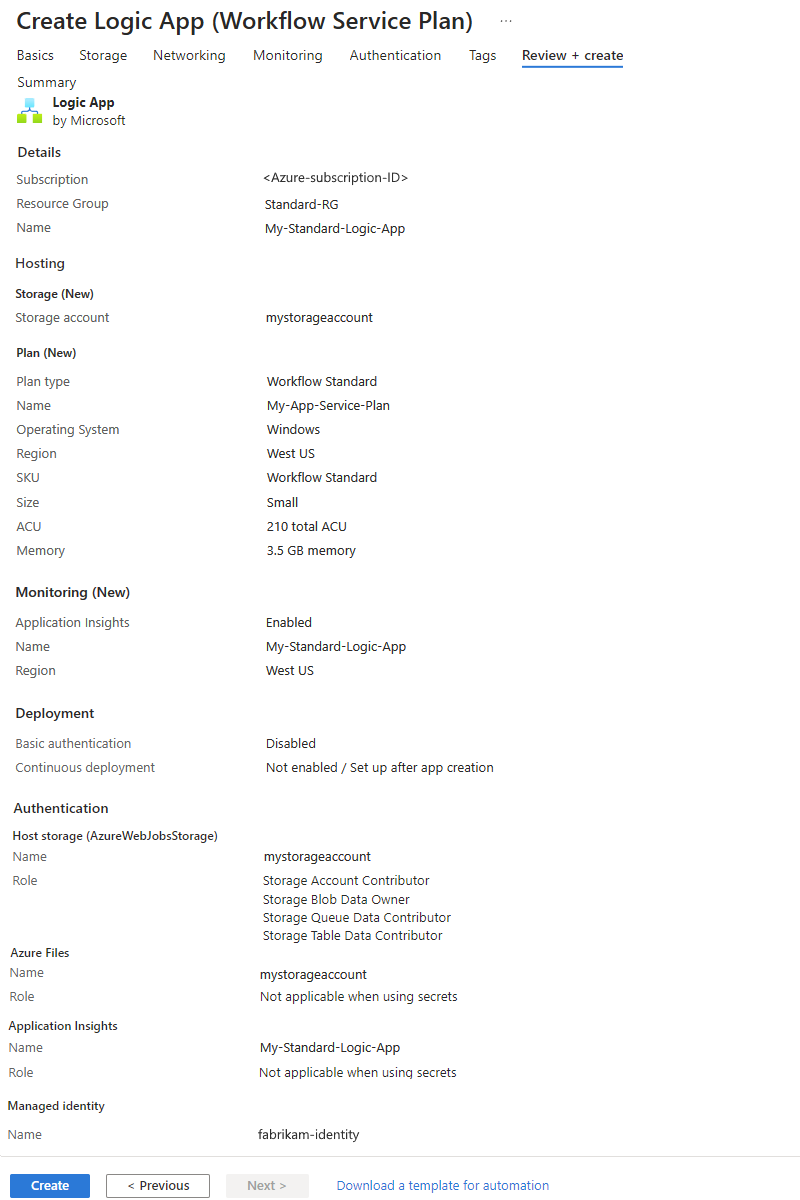 Create Logic App (Workflow Service Plan) ...
Basics Storage Networking Monitoring Authentication Tags Review + create
Summary
Logic App
by Microsoft
Details
Subscription <Azure-subscription-ID>
Resource Group Standard-RG
Name My-Standard-Logic-App
Hosting
Storage (New)
Storage account mystorageaccount
Plan (New)
Plan type Workflow Standard
Name My-App-Service-Plan
Operating System Windows
Region West US
SKU Workflow Standard
Size Small
ACU 210 total ACU
Memory 3.5 GB memory
Monitoring (New)
Application Insights Enabled
Name My-Standard-Logic-App
Region West US
Deployment
Basic authentication Disabled
Continuous deployment Not enabled / Set up after app creation
Authentication
Host storage (AzureWebJobsStorage)
Name mystorageaccount
Role Storage Account Contributor
Storage Blob Data Owner
Storage Queue Data Contributor
Storage Table Data Contributor
Azure Files
Name mystorageaccount
Role Not applicable when using secrets
Application Insights
Name My-Standard-Logic-App
Role Not applicable when using secrets
Managed identity
Name fabrikam-identity
Create < Previous Next > Download a template for automation